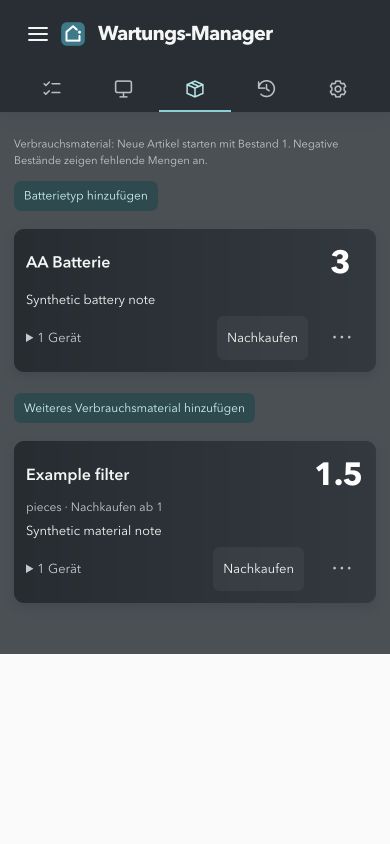 Wartungs-Manager
Verbrauchsmaterial: Neue Artikel starten mit Bestand 1. Negative
Bestände zeigen fehlende Mengen an.
Batterietyp hinzufügen
AA Batterie
3
Synthetic battery note
1 Gerät
Nachkaufen
Weiteres Verbrauchsmaterial hinzufügen
Example filter
1.5
pieces · Nachkaufen ab 1
Synthetic material note
1 Gerät
Nachkaufen